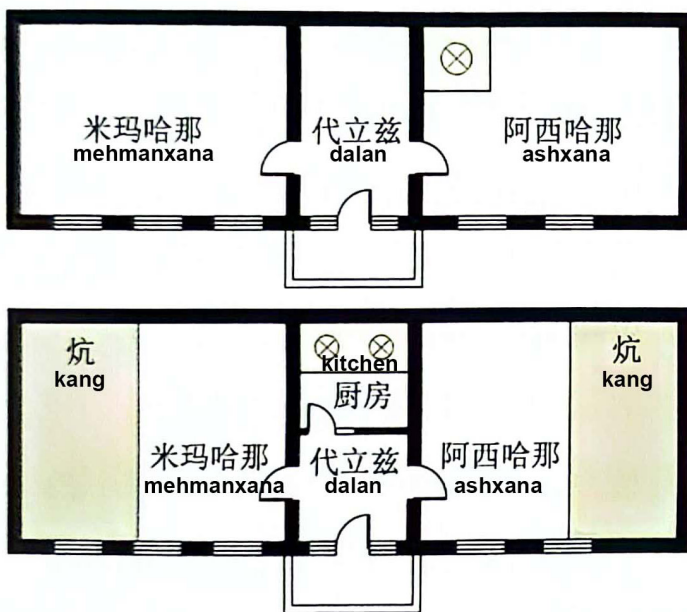 米玛哈那
mehmanxana
代立兹
dalan
阿西哈那
ashxana
炕
kang
kitchen
厨房
炕
kang
米玛哈那
mehmanxana
代立兹
dalan
阿西哈那
ashxana